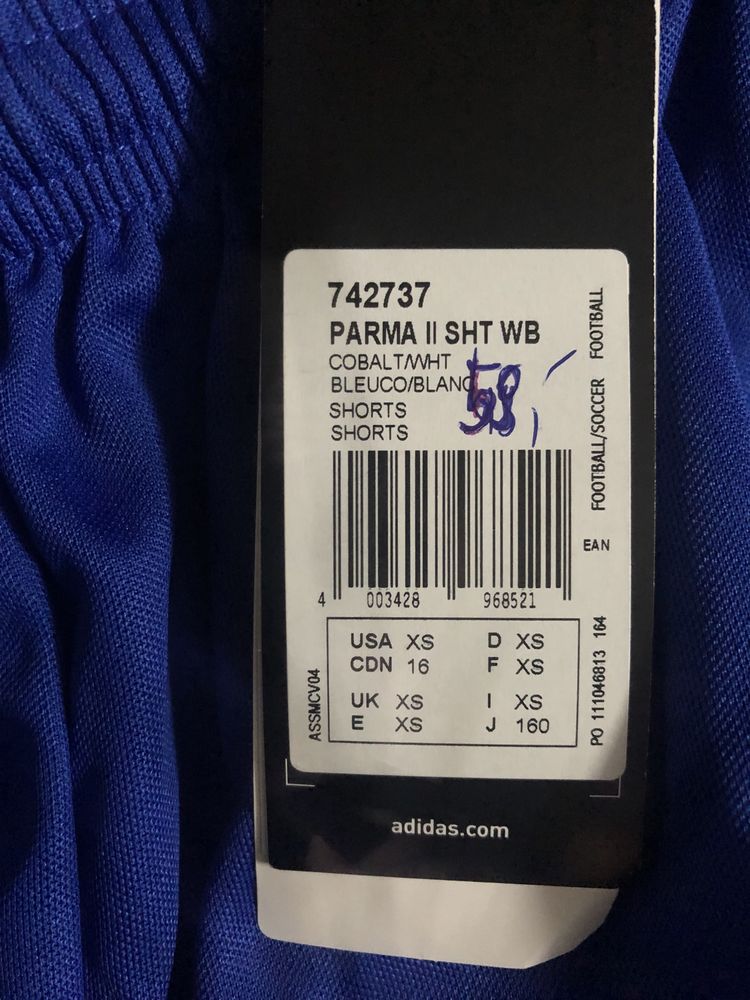 742737
PARMA II SHT WB
COBALT/WHT
BLEUCO/BLANC
SHORTS
SHORTS
FOOTBALL/SOCCER FOOTBALL
EAN
4 003428 968521
USA XS D XS
CDN 16 F XS
UK XS I XS
E XS J 160
ASSMCV04
PO 111046813 164
adidas.com